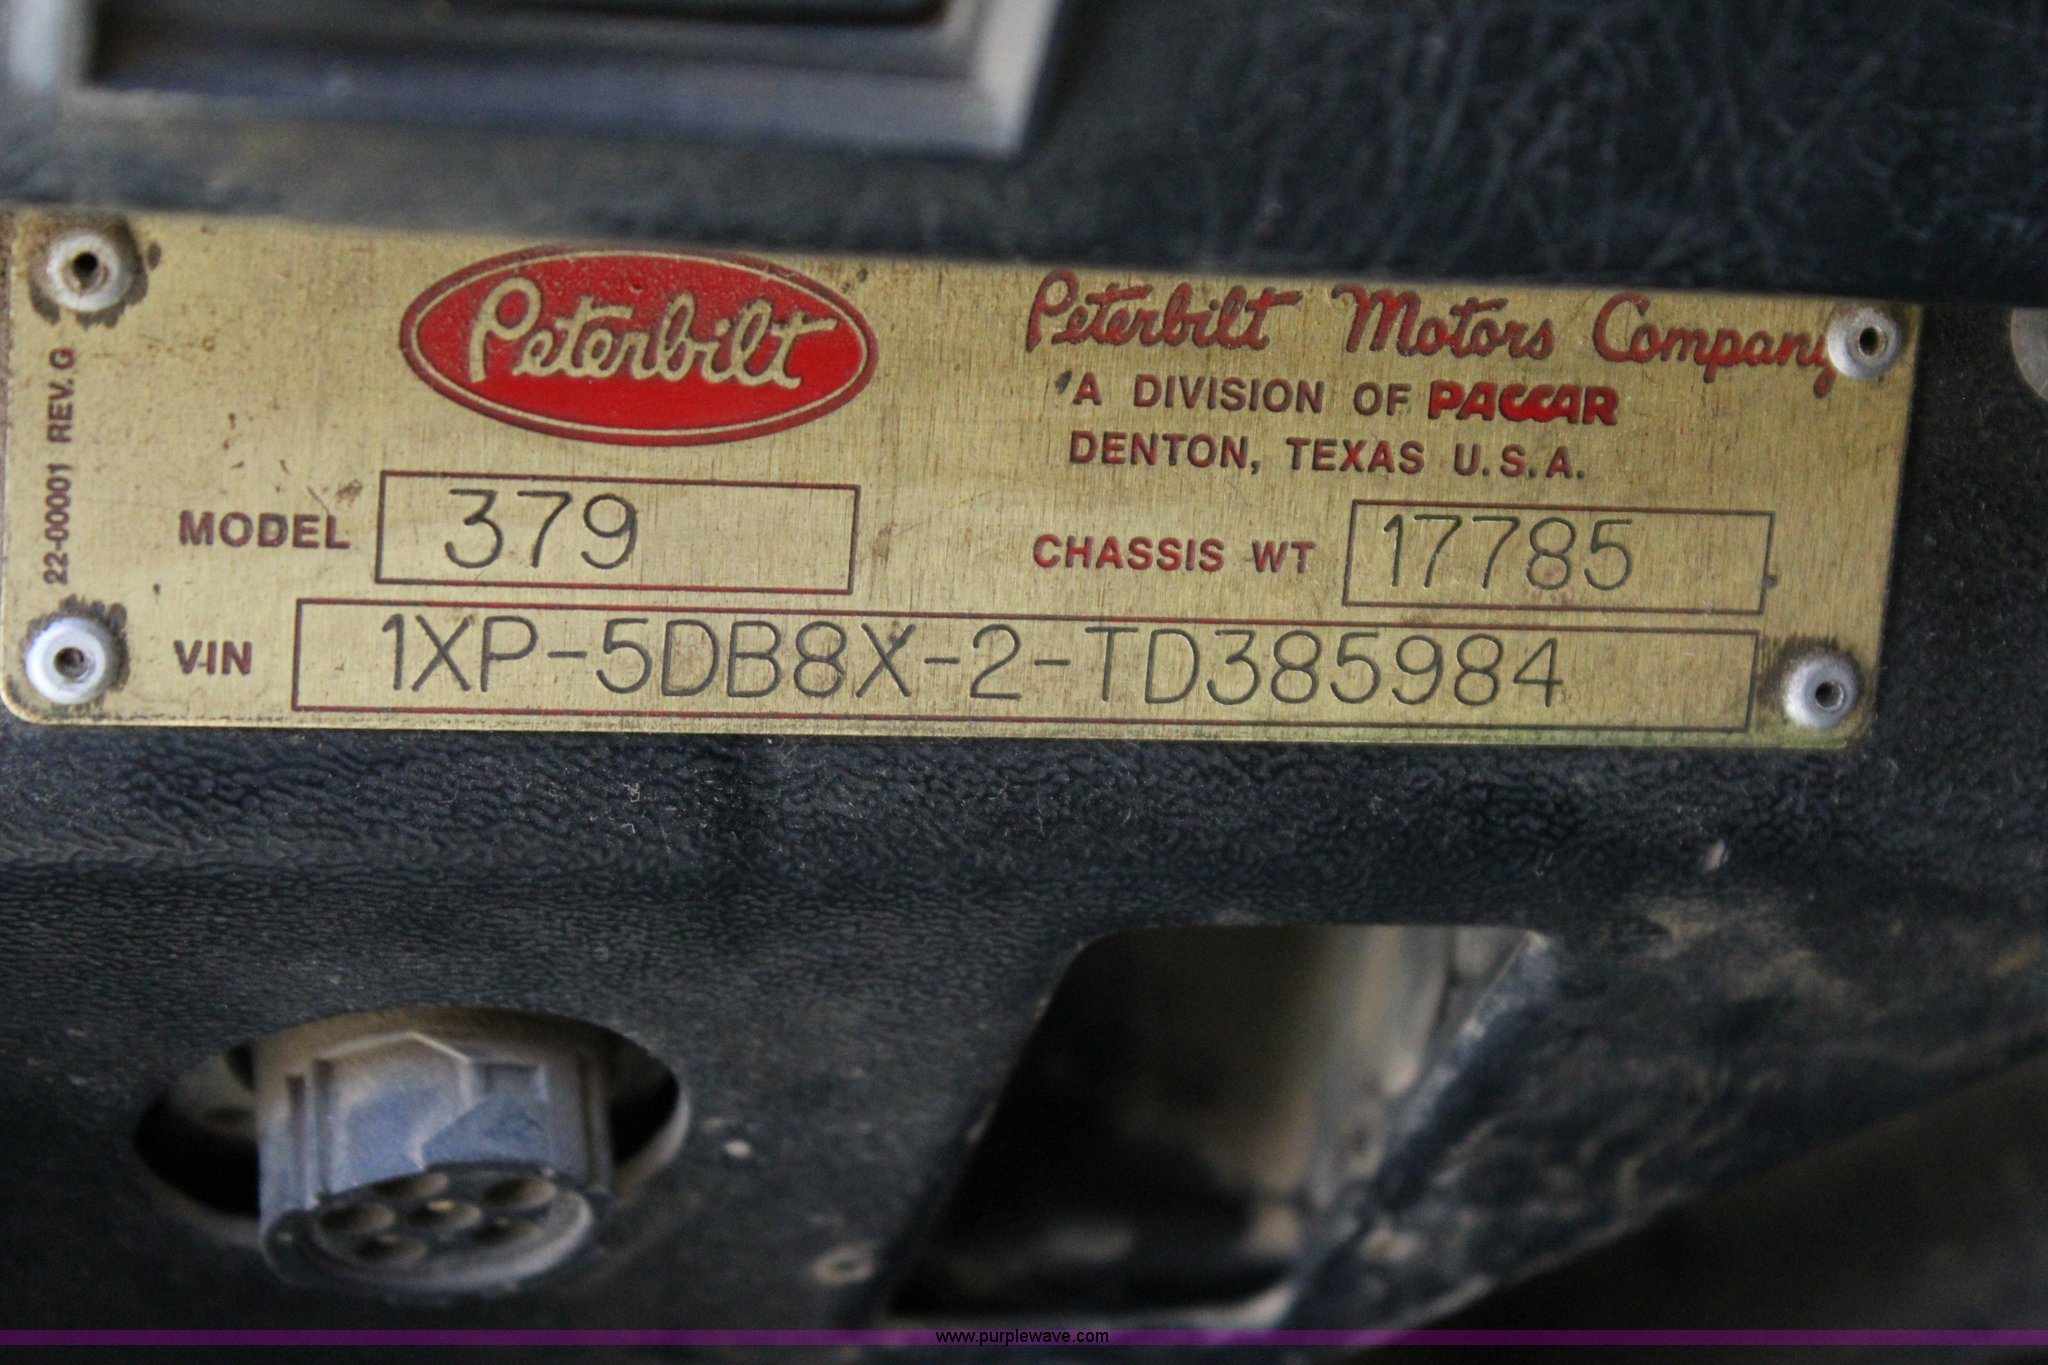 Peterbilt
Peterbilt Motors Company
A DIVISION OF PACCAR
DENTON, TEXAS U.S.A.
22-00001 REV. G
MODEL 379
CHASSIS WT 17785
VIN 1XP-5DB8X-2-TD385984
www.purplewave.com